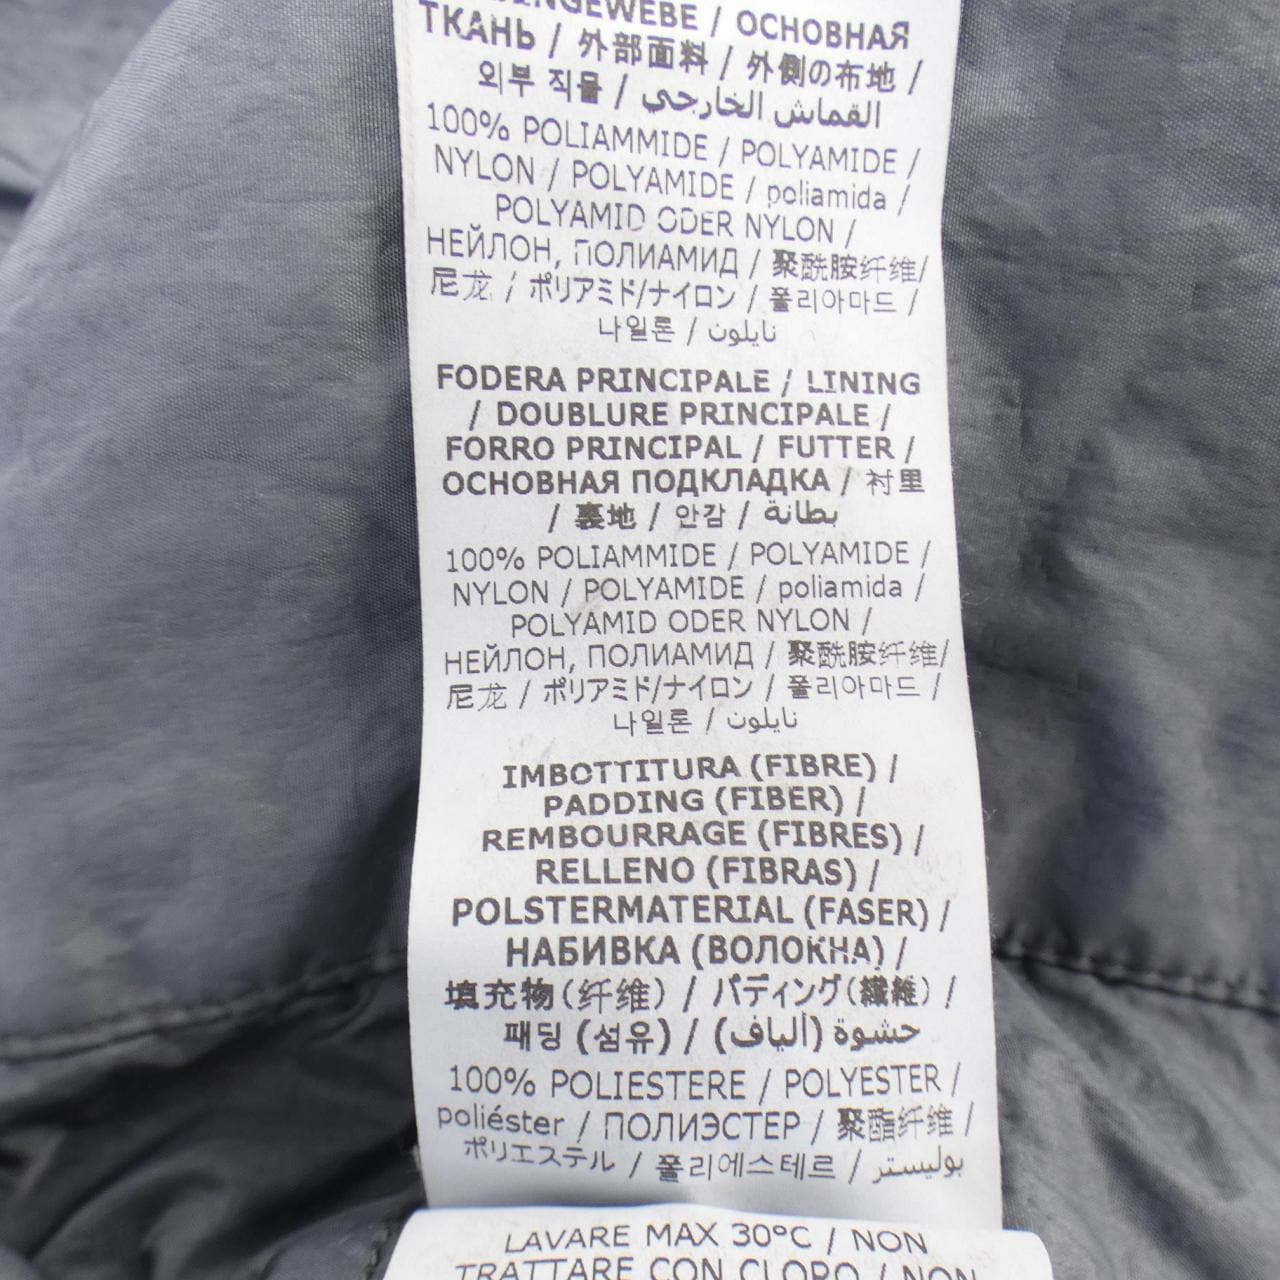 INGEWEBE / ОСНОВНАЯ
ТКАНЬ / 外部面料 / 外側の布地 /
외부 직물 / القماش الخارجي
100% POLIAMMIDE / POLYAMIDE /
NYLON / POLYAMIDE / poliamida /
POLYAMID ODER NYLON /
НЕЙЛОН, ПОЛИАМИД / 聚酰胺纤维/
尼龙 / ポリアミド/ナイロン / 폴리아마드 /
나일론 / نايلون
FODERA PRINCIPALE / LINING
/ DOUBLURE PRINCIPALE /
FORRO PRINCIPAL / FUTTER /
ОСНОВНАЯ ПОДКЛАДКА / 衬里
/ 裏地 / 안감 / بطانة
100% POLIAMMIDE / POLYAMIDE /
NYLON / POLYAMIDE / poliamida /
POLYAMID ODER NYLON /
НЕЙЛОН, ПОЛИАМИД / 聚酰胺纤维/
尼龙 / ポリアミド/ナイロン / 폴리아마드 /
나일론 / نايلون
IMBOTTITURA (FIBRE) /
PADDING (FIBER) /
REMBOURRAGE (FIBRES) /
RELLENO (FIBRAS) /
POLSTERMATERIAL (FASER) /
НАБИВКА (ВОЛОКНА) /
填充物(纤维) / パディング(繊維) /
패딩 (섬유) / حشوة (الياف)
100% POLIESTERE / POLYESTER /
poliéster / ПОЛИЭСТЕР / 聚酯纤维 /
ポリエステル / 폴리에스테르 / بوليستر
LAVARE MAX 30°C / NON
TRATTARE CON CLORO / NON